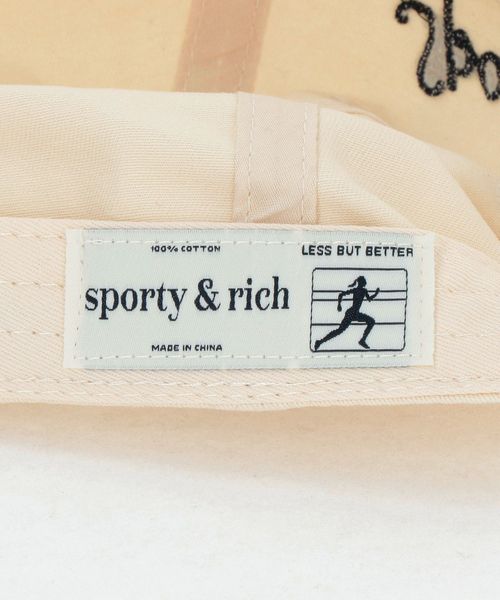 100% COTTON
sporty & rich
MADE IN CHINA
LESS BUT BETTER